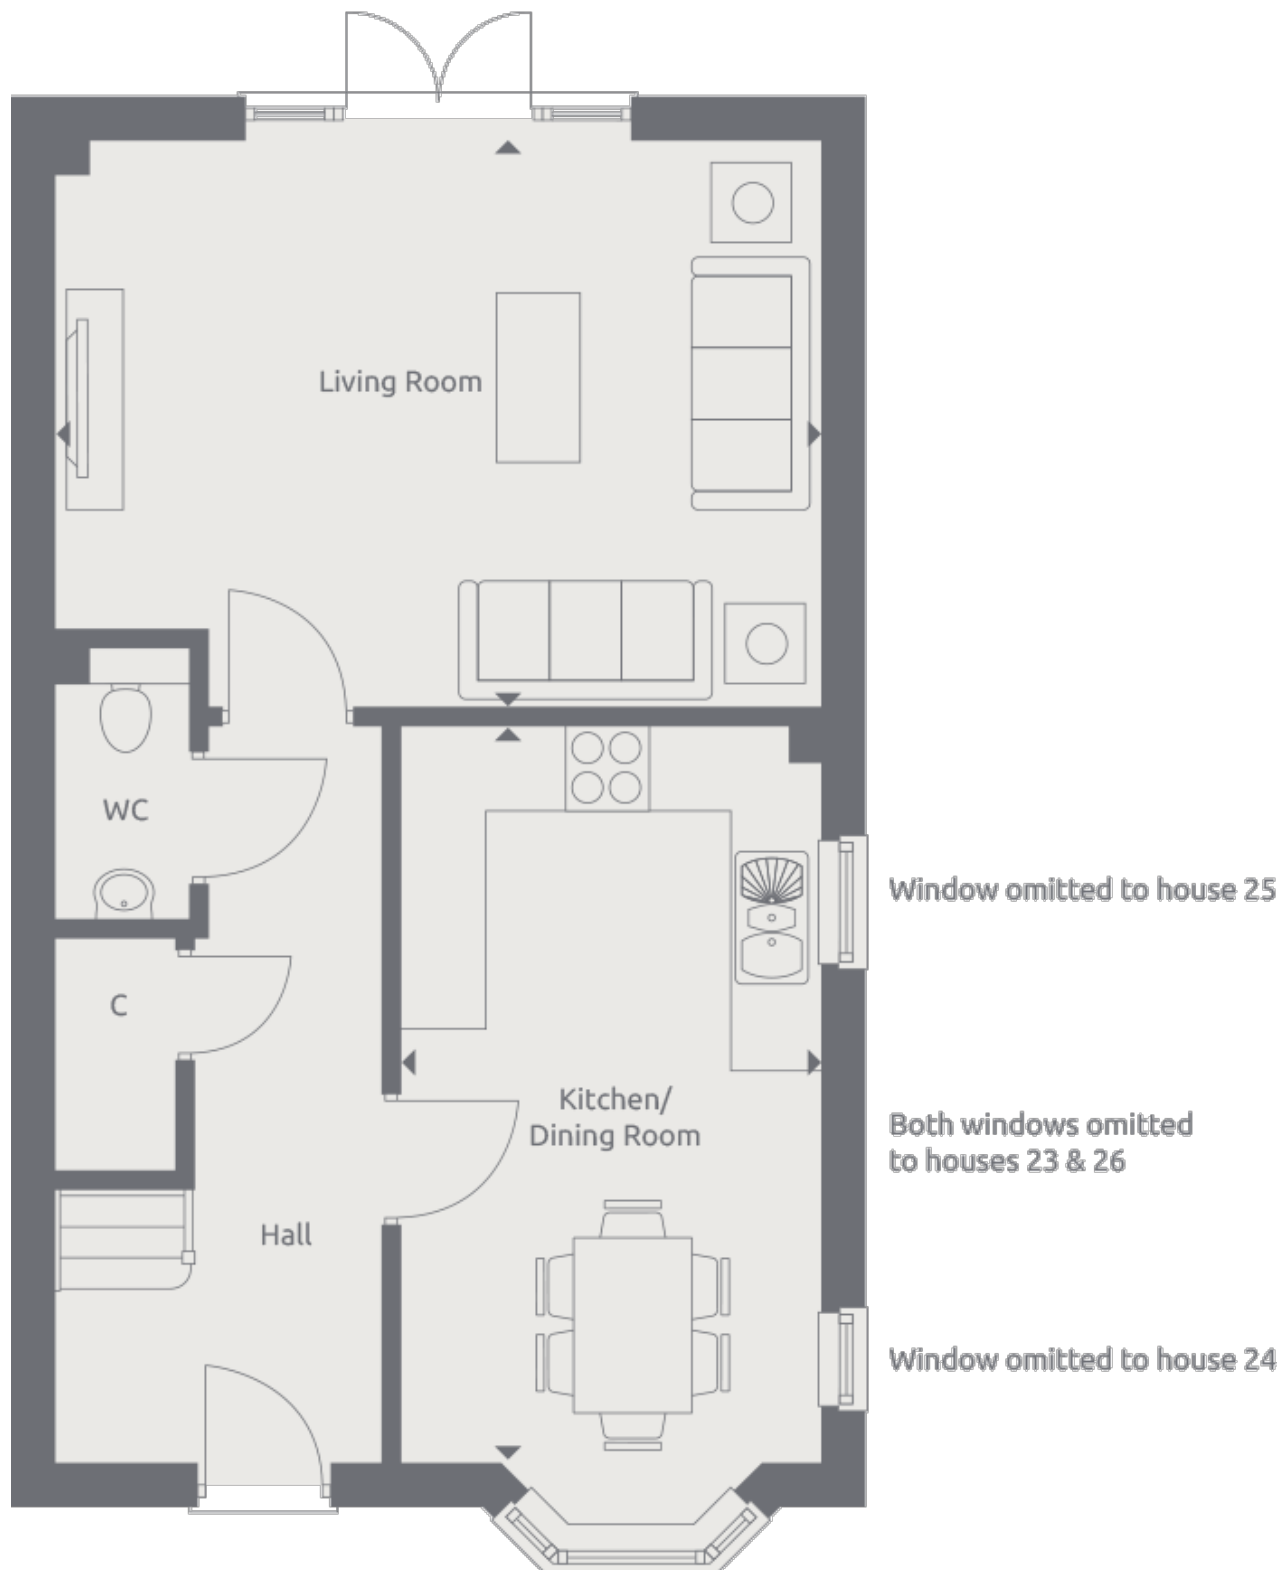 Living Room
WC
Window omitted to house 25
C
Kitchen/
Dining Room
Both windows omitted
to houses 23 & 26
Hall
Window omitted to house 24